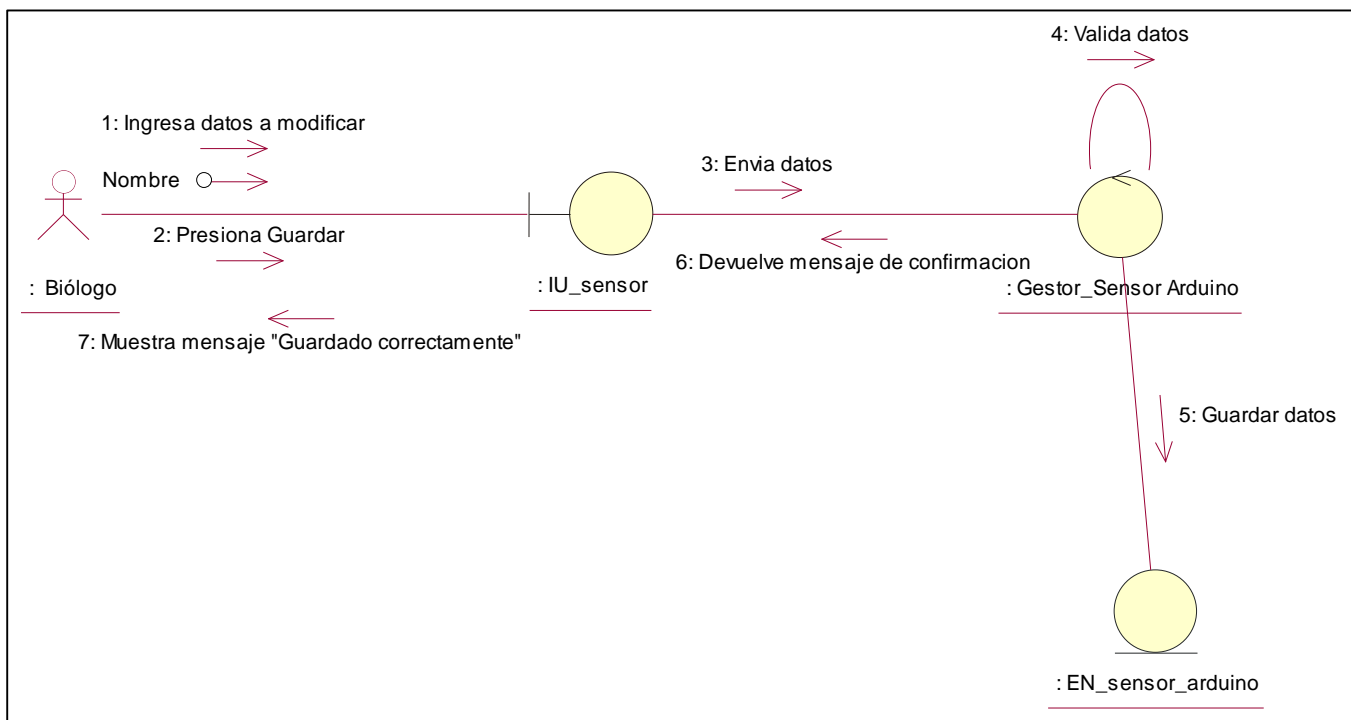 4: Valida datos
1: Ingresa datos a modificar
Nombre
3: Envia datos
2: Presiona Guardar
6: Devuelve mensaje de confirmacion
: Biólogo
: IU_sensor
: Gestor_Sensor Arduino
7: Muestra mensaje "Guardado correctamente"
5: Guardar datos
: EN_sensor_arduino